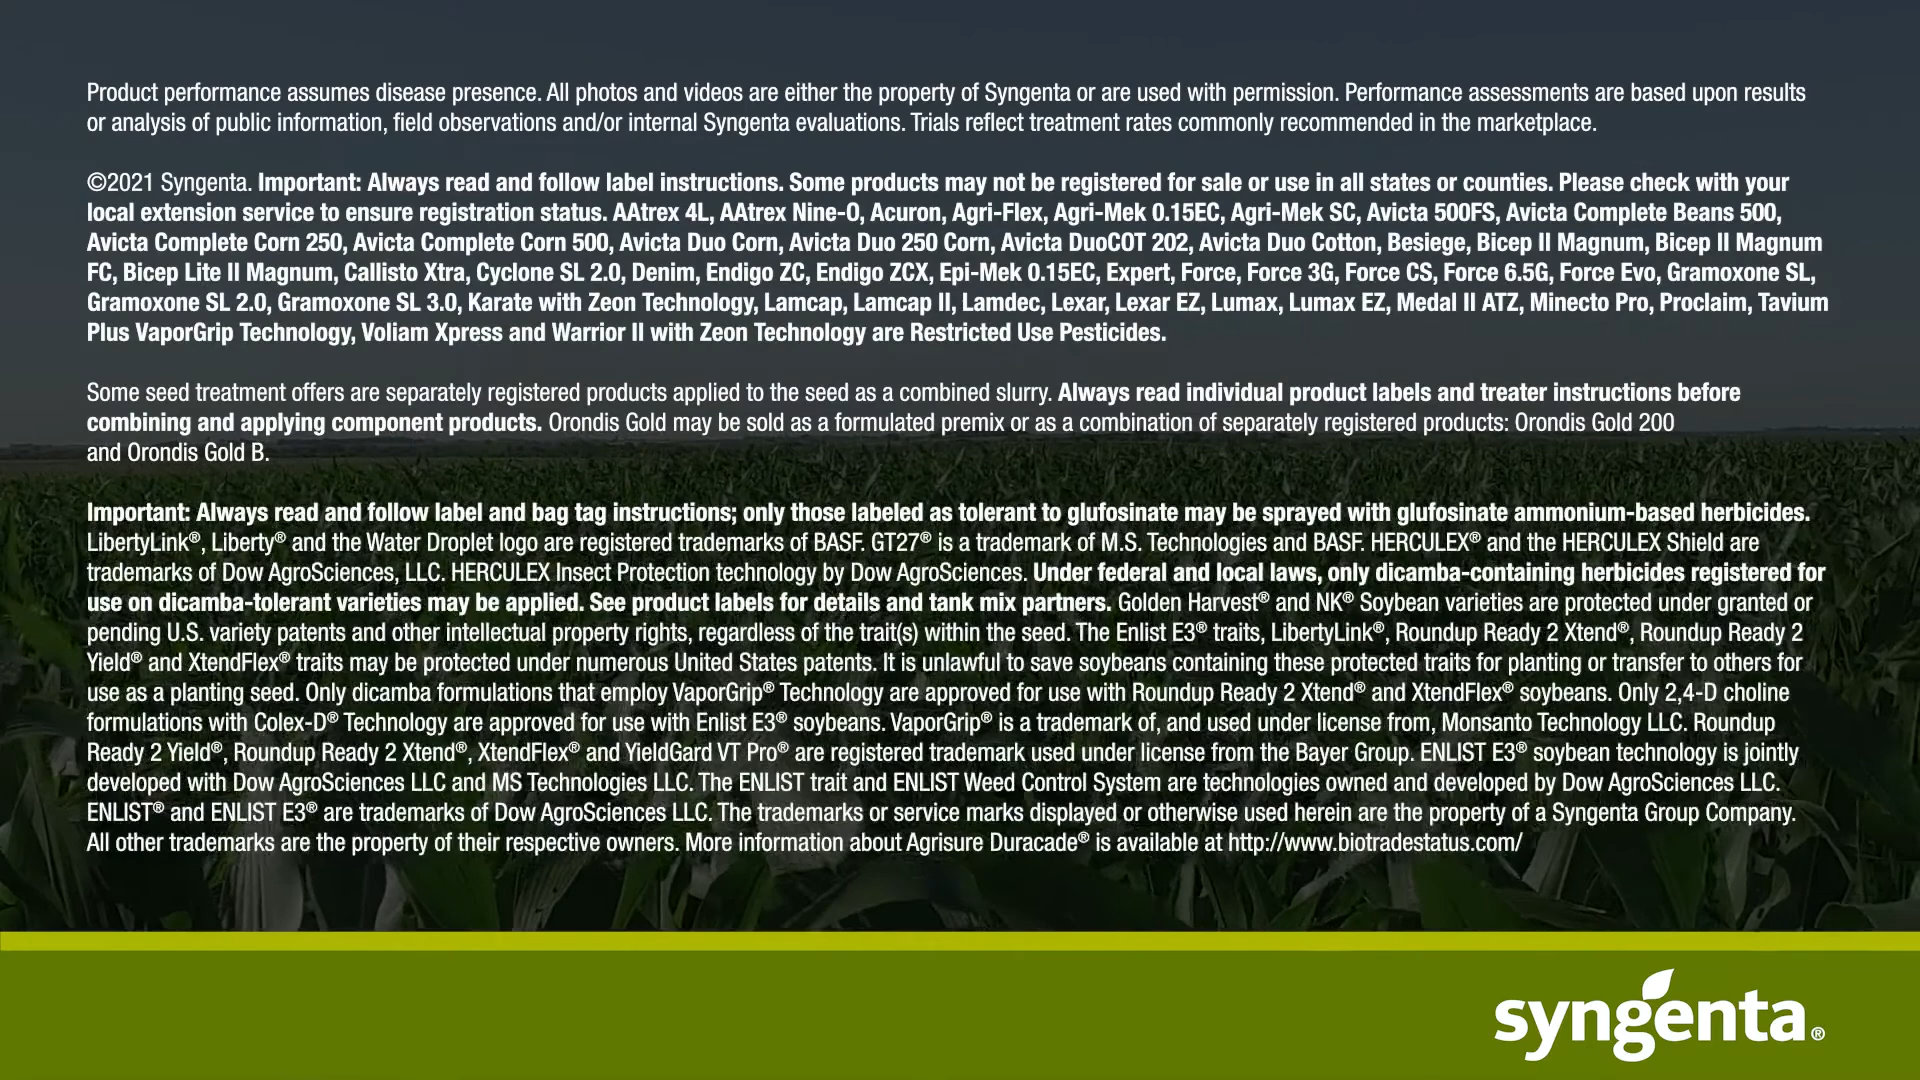 Product performance assumes disease presence. All photos and videos are either the property of Syngenta or are used with permission. Performance assessments are based upon results
or analysis of public information, field observations and/or internal Syngenta evaluations. Trials reflect treatment rates commonly recommended in the marketplace.
©2021 Syngenta. Important: Always read and follow label instructions. Some products may not be registered for sale or use in all states or counties. Please check with your
local extension service to ensure registration status. AAtrex 4L, AAtrex Nine-O, Acuron, Agri-Flex, Agri-Mek 0.15EC, Agri-Mek SC, Avicta 500FS, Avicta Complete Beans 500,
Avicta Complete Corn 250, Avicta Complete Corn 500, Avicta Duo Corn, Avicta Duo 250 Corn, Avicta DuoCOT 202, Avicta Duo Cotton, Besiege, Bicep II Magnum, Bicep II Magnum
FC, Bicep Lite II Magnum, Callisto Xtra, Cyclone SL 2.0, Denim, Endigo ZC, Endigo ZCX, Epi-Mek 0.15EC, Expert, Force, Force 3G, Force CS, Force 6.5G, Force Evo, Gramoxone SL,
Gramoxone SL 2.0, Gramoxone SL 3.0, Karate with Zeon Technology, Lamcap, Lamcap II, Lamdec, Lexar, Lexar EZ, Lumax, Lumax EZ, Medal II ATZ, Minecto Pro, Proclaim, Tavium
Plus VaporGrip Technology, Voliam Xpress and Warrior II with Zeon Technology are Restricted Use Pesticides.
Some seed treatment offers are separately registered products applied to the seed as a combined slurry. Always read individual product labels and treater instructions before
combining and applying component products. Orondis Gold may be sold as a formulated premix or as a combination of separately registered products: Orondis Gold 200
and Orondis Gold B.
Important: Always read and follow label and bag tag instructions; only those labeled as tolerant to glufosinate may be sprayed with glufosinate ammonium-based herbicides.
LibertyLink®, Liberty® and the Water Droplet logo are registered trademarks of BASF. GT27® is a trademark of M.S. Technologies and BASF. HERCULEX® and the HERCULEX Shield are
trademarks of Dow AgroSciences, LLC. HERCULEX Insect Protection technology by Dow AgroSciences. Under federal and local laws, only dicamba-containing herbicides registered for
use on dicamba-tolerant varieties may be applied. See product labels for details and tank mix partners. Golden Harvest® and NK® Soybean varieties are protected under granted or
pending U.S. variety patents and other intellectual property rights, regardless of the trait(s) within the seed. The Enlist E3® traits, LibertyLink®, Roundup Ready 2 Xtend®, Roundup Ready 2
Yield® and XtendFlex® traits may be protected under numerous United States patents. It is unlawful to save soybeans containing these protected traits for planting or transfer to others for
use as a planting seed. Only dicamba formulations that employ VaporGrip® Technology are approved for use with Roundup Ready 2 Xtend® and XtendFlex® soybeans. Only 2,4-D choline
formulations with Colex-D® Technology are approved for use with Enlist E3® soybeans. VaporGrip® is a trademark of, and used under license from, Monsanto Technology LLC. Roundup
Ready 2 Yield®, Roundup Ready 2 Xtend®, XtendFlex® and YieldGard VT Pro® are registered trademark used under license from the Bayer Group. ENLIST E3® soybean technology is jointly
developed with Dow AgroSciences LLC and MS Technologies LLC. The ENLIST trait and ENLIST Weed Control System are technologies owned and developed by Dow AgroSciences LLC.
ENLIST® and ENLIST E3® are trademarks of Dow AgroSciences LLC. The trademarks or service marks displayed or otherwise used herein are the property of a Syngenta Group Company.
All other trademarks are the property of their respective owners. More information about Agrisure Duracade® is available at http://www.biotradestatus.com/
syngenta®